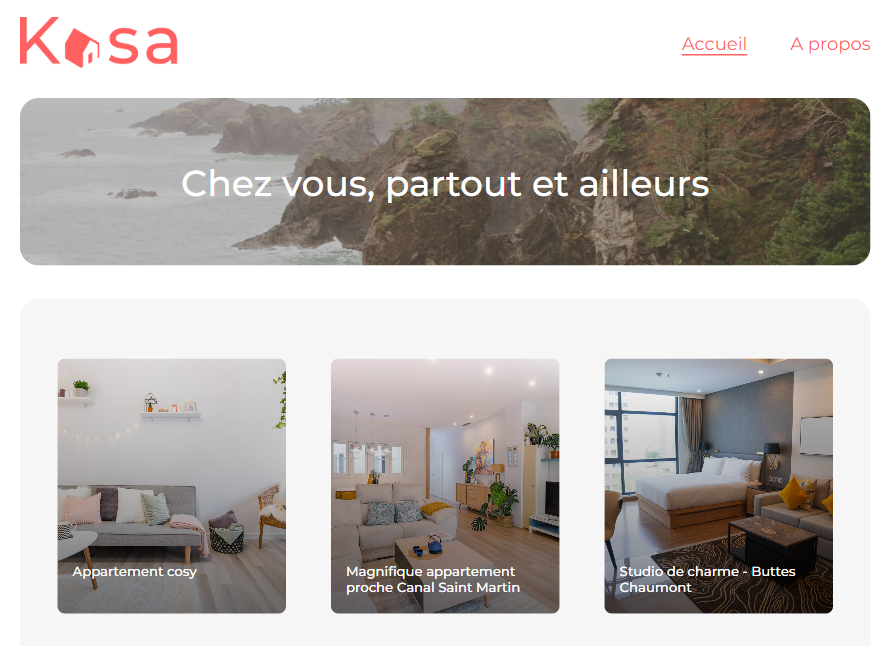 Kasa
Accueil
A propos
Chez vous, partout et ailleurs
Appartement cosy
Magnifique appartement
proche Canal Saint Martin
Studio de charme - Buttes
Chaumont